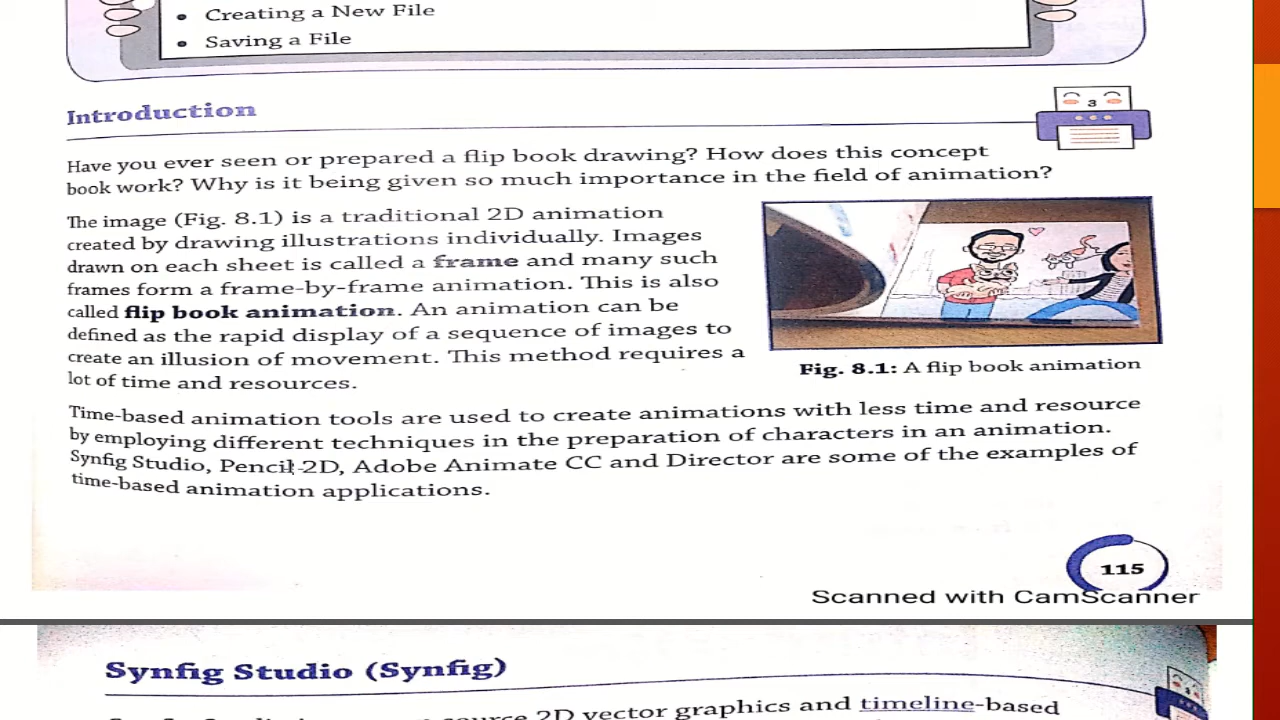 • Creating a New File
• Saving a File
Introduction
Have you ever seen or prepared a flip book drawing? How does this concept
book work? Why is it being given so much importance in the field of animation?
The image (Fig. 8.1) is a traditional 2D animation
created by drawing illustrations individually. Images
drawn on each sheet is called a frame and many such
frames form a frame-by-frame animation. This is also
called flip book animation. An animation can be
defined as the rapid display of a sequence of images to
create an illusion of movement. This method requires a
lot of time and resources.
Fig. 8.1: A flip book animation
Time-based animation tools are used to create animations with less time and resource
by employing different techniques in the preparation of characters in an animation.
Synfig Studio, Pencil-2D, Adobe Animate CC and Director are some of the examples of
time-based animation applications.
115
Scanned with CamScanner
Synfig Studio (Synfig)
source 2D vector graphics and timeline-based